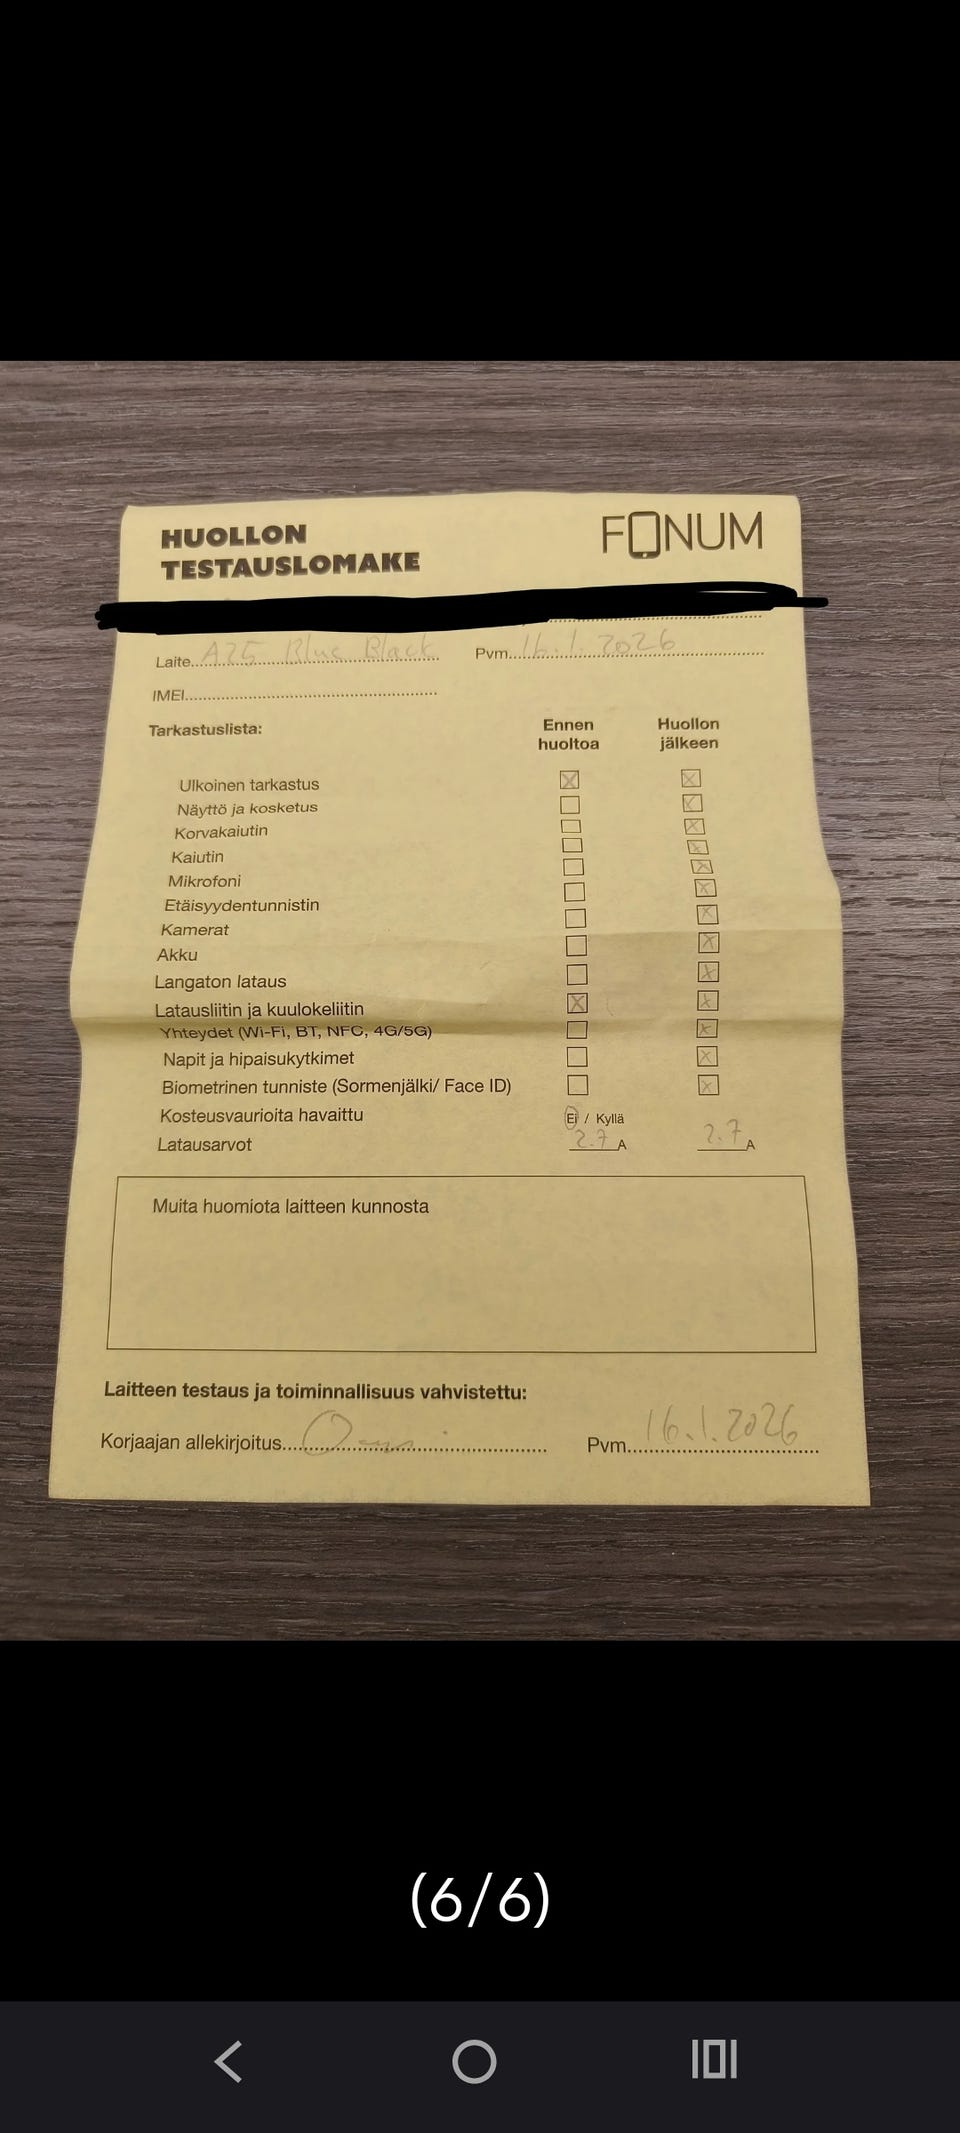 HUOLLON
TESTAUSLOMAKE
FONUM
Laite A25 Blue Black
Pvm. 16.1.2026
IMEI
Tarkastuslista:
Ennen huoltoa
Huollon jälkeen
Ulkoinen tarkastus
Näyttö ja kosketus
Korvakaiutin
Kaiutin
Mikrofoni
Etäisyydentunnistin
Kamerat
Akku
Langaton lataus
Latausliitin ja kuulokeliitin
Yhteydet (Wi-Fi, BT, NFC, 4G/5G)
Napit ja hipaisukytkimet
Biometrinen tunniste (Sormenjälki/ Face ID)
Kosteusvaurioita havaittu Ei / Kyllä
Latausarvot 2.7 A 2.7 A
Muita huomiota laitteen kunnosta
Laitteen testaus ja toiminnallisuus vahvistettu:
Korjaajan allekirjoitus
Pvm. 16.1.2026
(6/6)